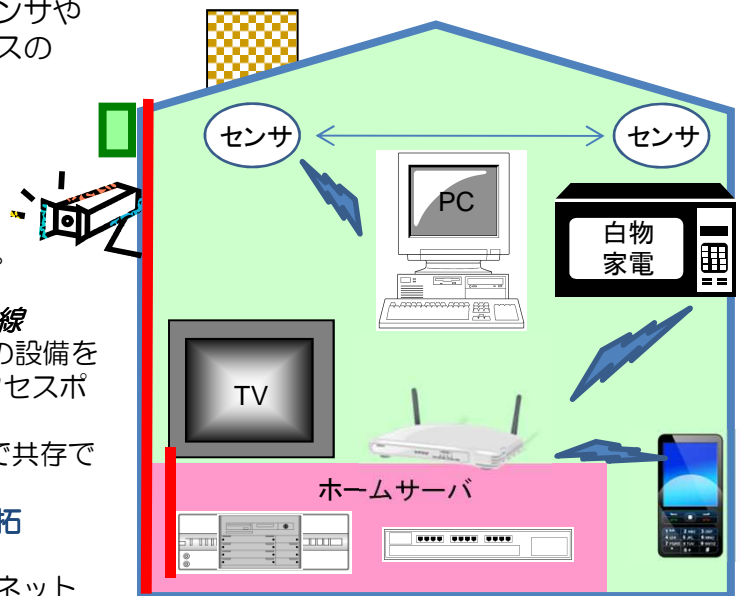 ンサや
スの
。
線
の設備を
セスポ
で共存で
拓
ネット
センサ
センサ
PC
白物
家電
TV
ホームサーバ